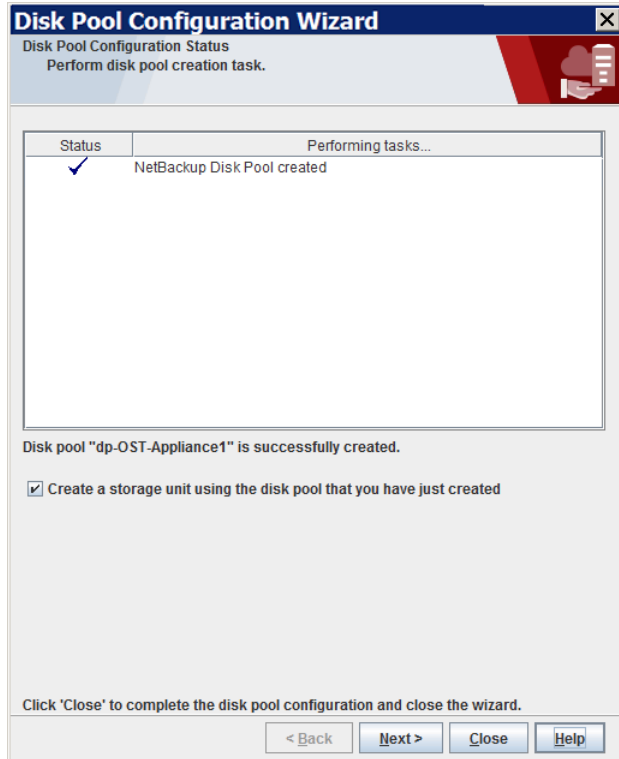 Disk Pool Configuration Wizard
Disk Pool Configuration Status
Perform disk pool creation task.
Status Performing tasks...
NetBackup Disk Pool created
Disk pool "dp-OST-Appliance1" is successfully created.
Create a storage unit using the disk pool that you have just created
Click 'Close' to complete the disk pool configuration and close the wizard.
< Back Next > Close Help